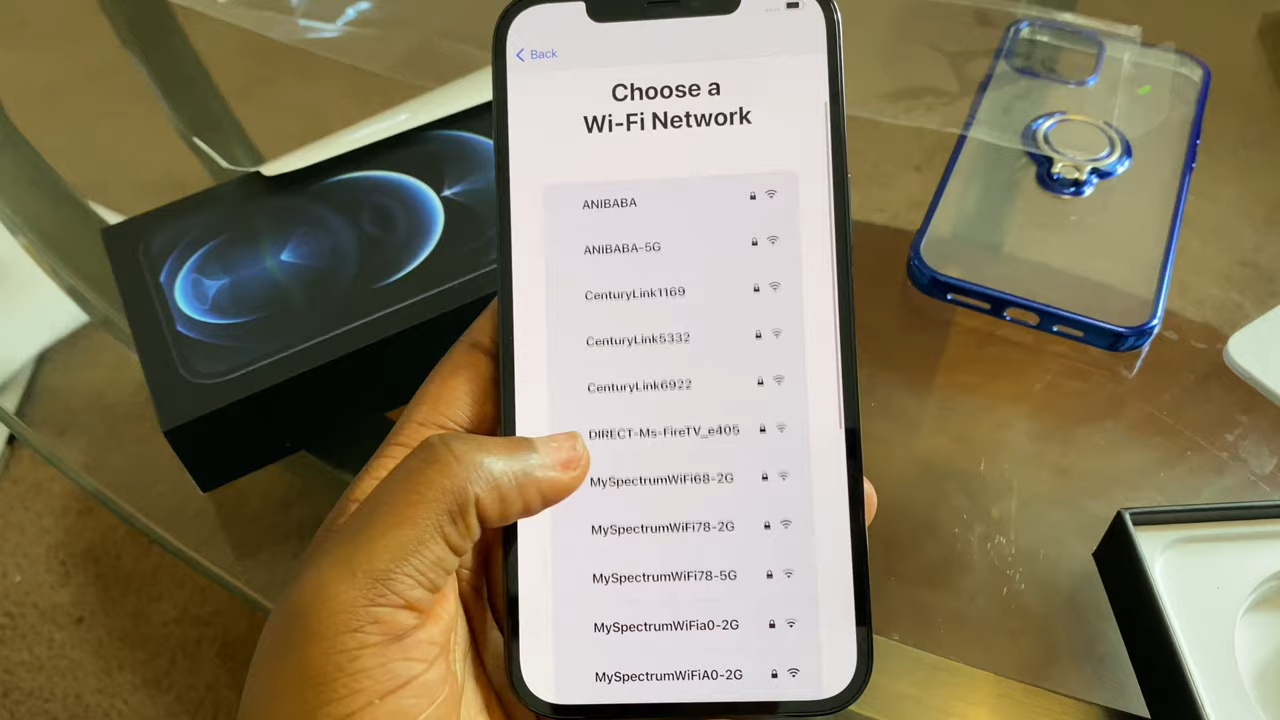 Back
Choose a
Wi-Fi Network
ANIBABA
ANIBABA-5G
CenturyLink1169
CenturyLink5332
CenturyLink6922
DIRECT-Ms-FireTV_e405
MySpectrumWiFi68-2G
MySpectrumWiFi78-2G
MySpectrumWiFi78-5G
MySpectrumWiFia0-2G
MySpectrumWiFiA0-2G